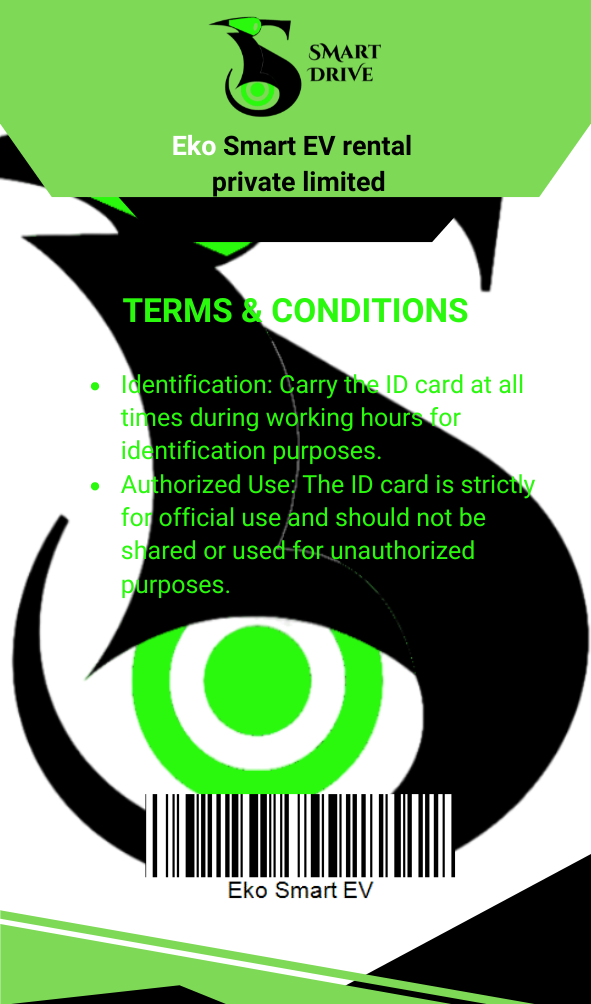 SMART
DRIVE
Eko Smart EV rental
private limited
TERMS & CONDITIONS
• Identification: Carry the ID card at all
times during working hours for
identification purposes.
• Authorized Use: The ID card is strictly
for official use and should not be
shared or used for unauthorized
purposes.
Eko Smart EV